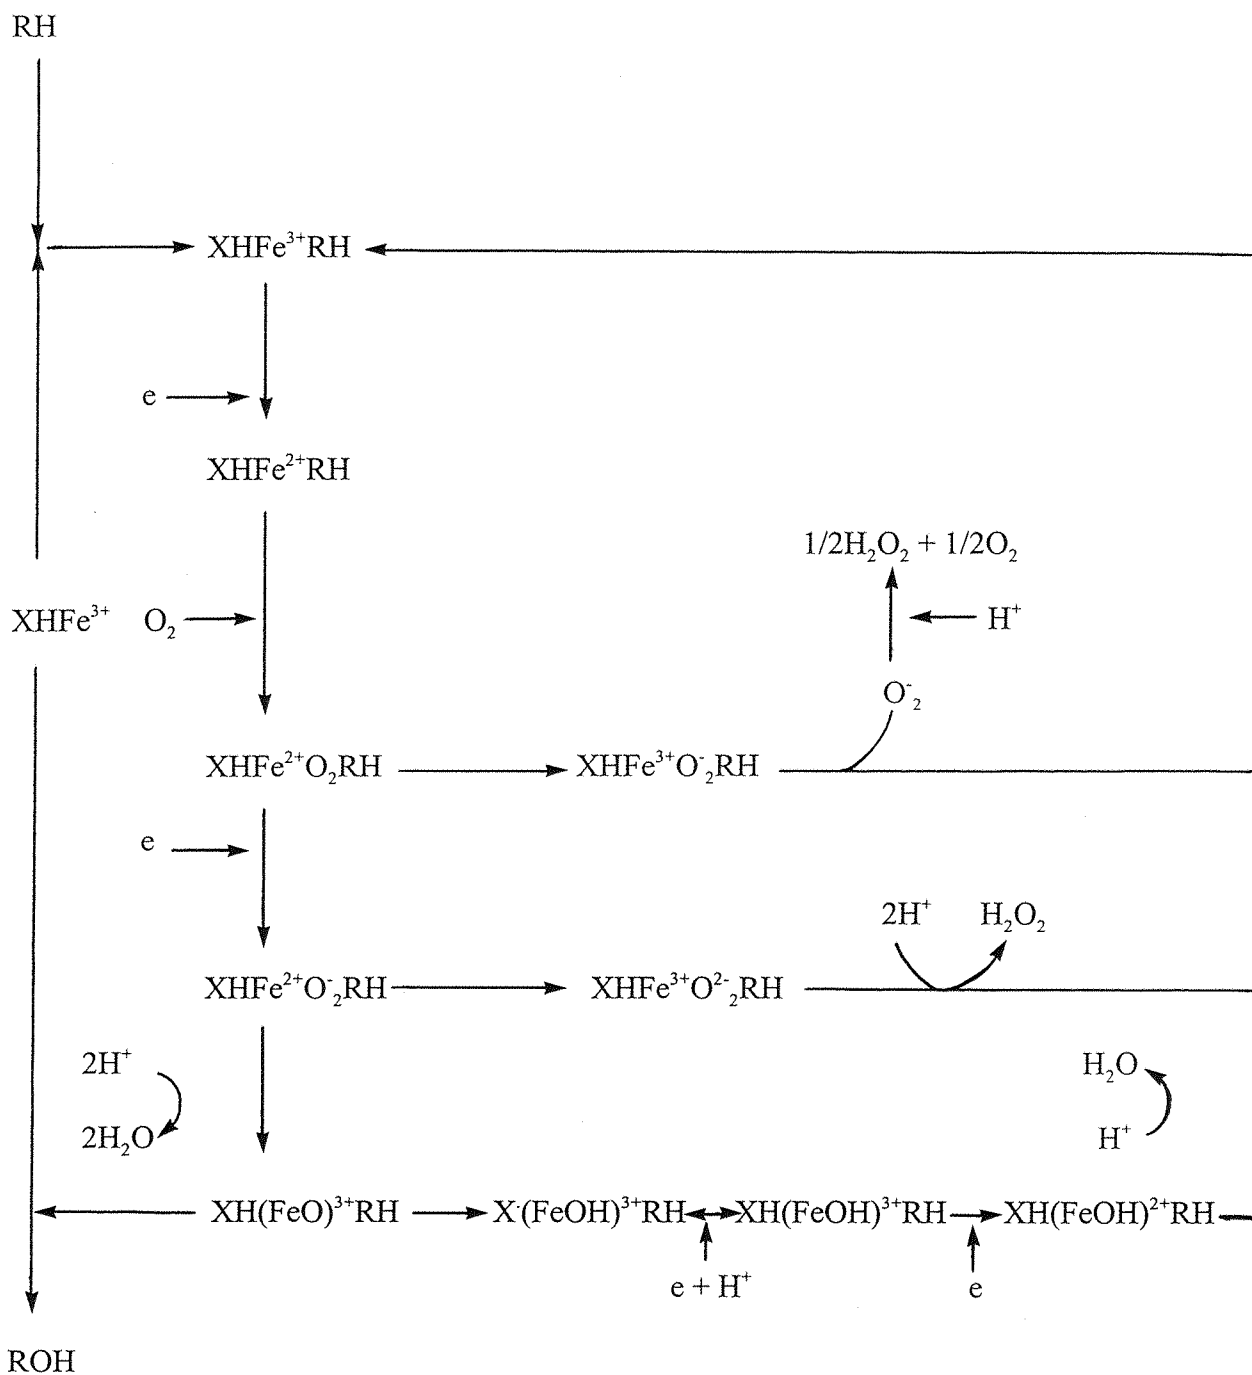 RH
XHFe³⁺RH
e
XHFe²⁺RH
1/2H₂O₂ + 1/2O₂
XHFe³⁺ O₂ H⁺
O⁻₂
XHFe²⁺O₂RH XHFe³⁺O⁻₂RH
e
2H⁺ H₂O₂
XHFe²⁺O⁻₂RH XHFe³⁺O²⁻₂RH
2H⁺ H₂O
2H₂O H⁺
XH(FeO)³⁺RH X·(FeOH)³⁺RH XH(FeOH)³⁺RH XH(FeOH)²⁺RH
e + H⁺ e
ROH